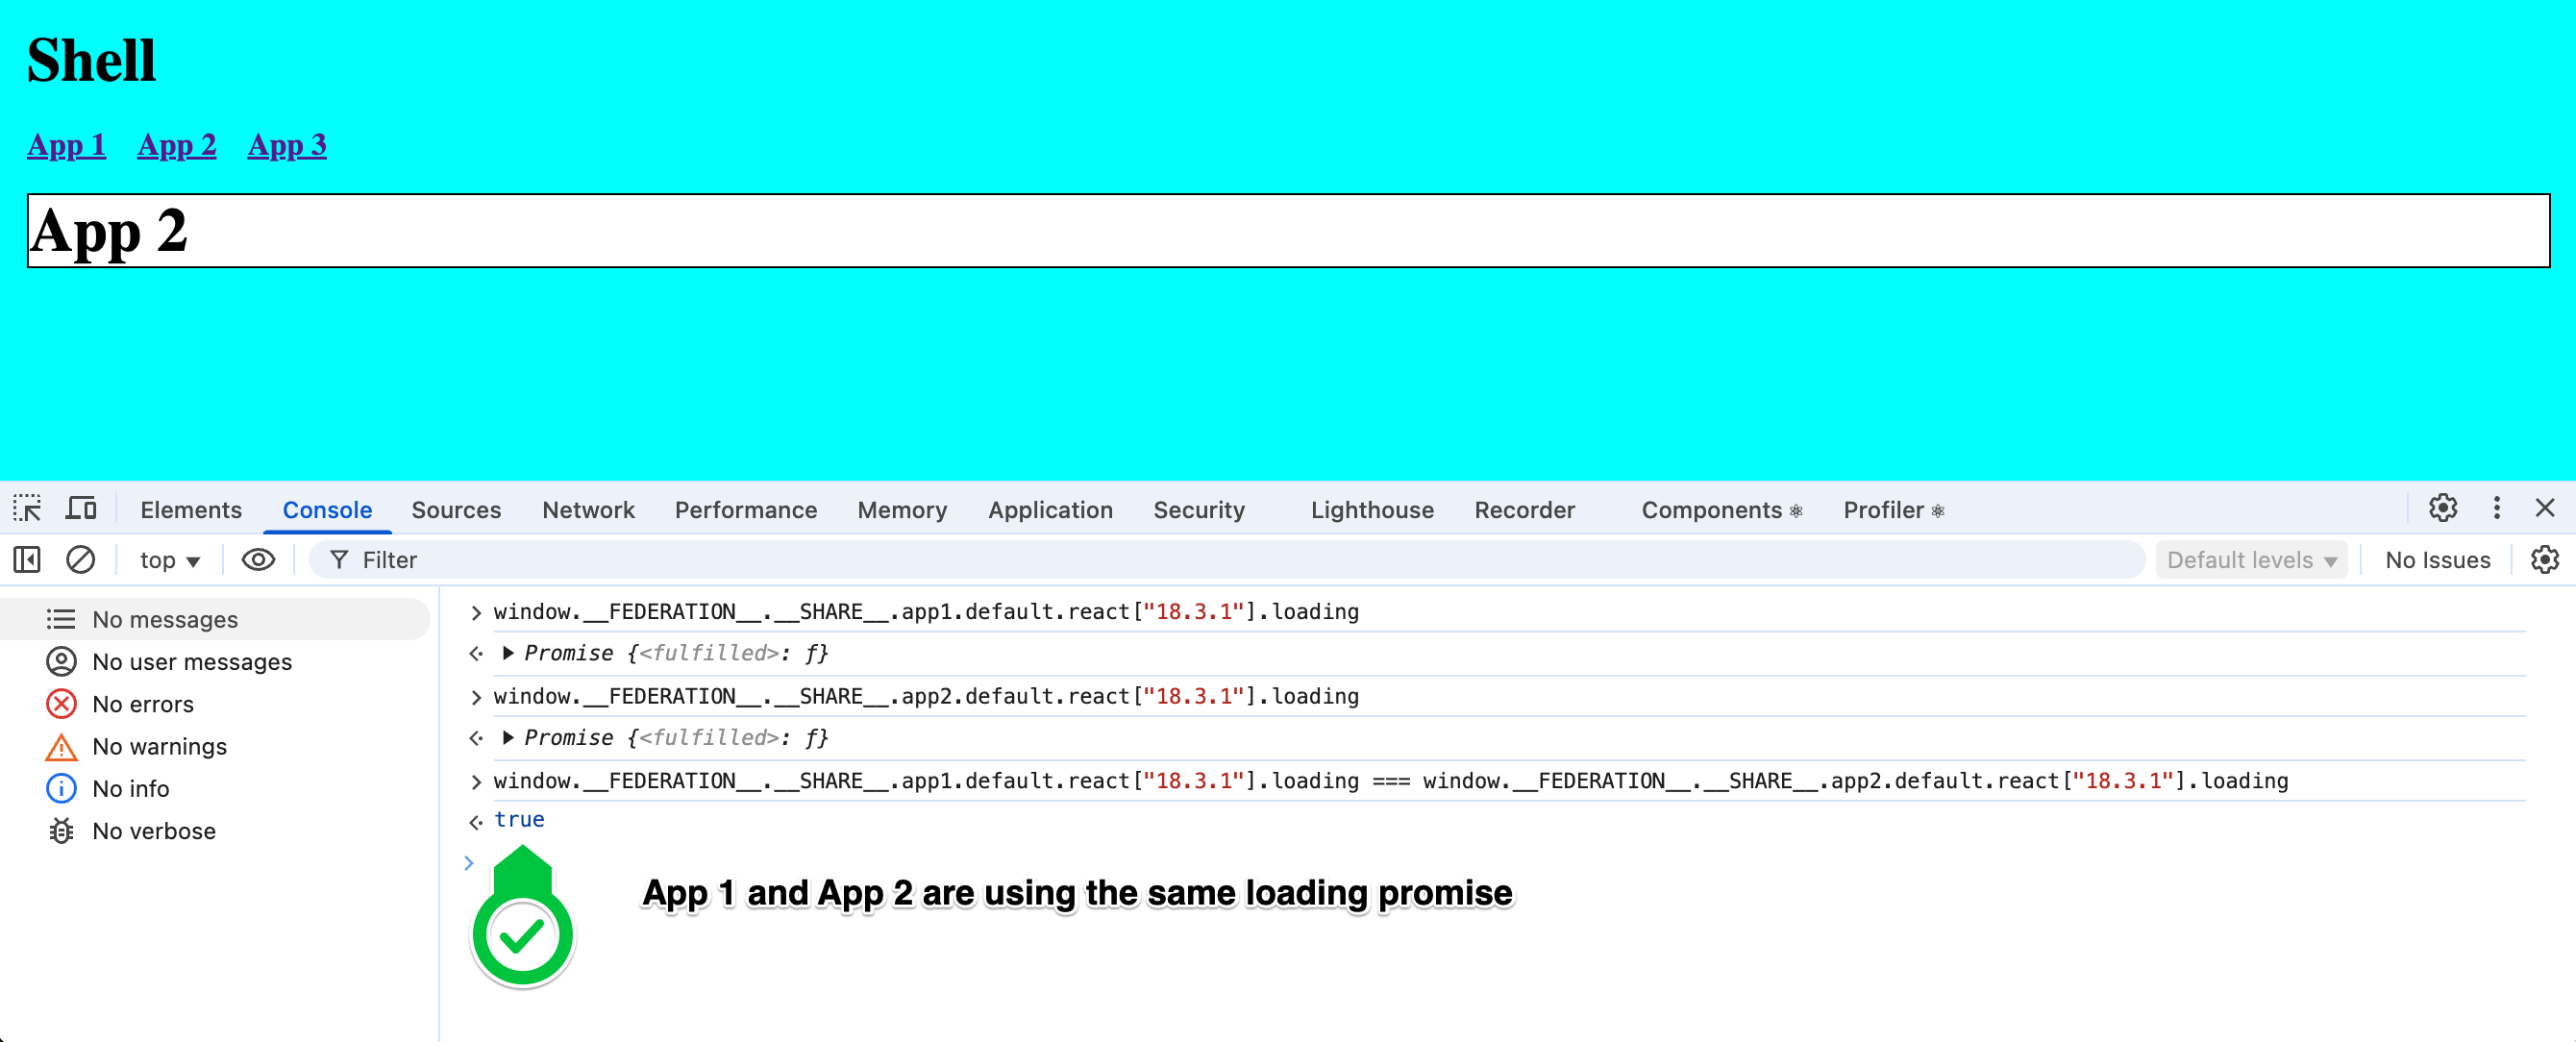 Shell
App 1 App 2 App 3
App 2
Elements Console Sources Network Performance Memory Application Security Lighthouse Recorder Components Profiler
top Filter Default levels No Issues
No messages
No user messages
No errors
No warnings
No info
No verbose
window.__FEDERATION__.__SHARE__.app1.default.react["18.3.1"].loading
Promise {<fulfilled>: ƒ}
window.__FEDERATION__.__SHARE__.app2.default.react["18.3.1"].loading
Promise {<fulfilled>: ƒ}
window.__FEDERATION__.__SHARE__.app1.default.react["18.3.1"].loading === window.__FEDERATION__.__SHARE__.app2.default.react["18.3.1"].loading
true
App 1 and App 2 are using the same loading promise